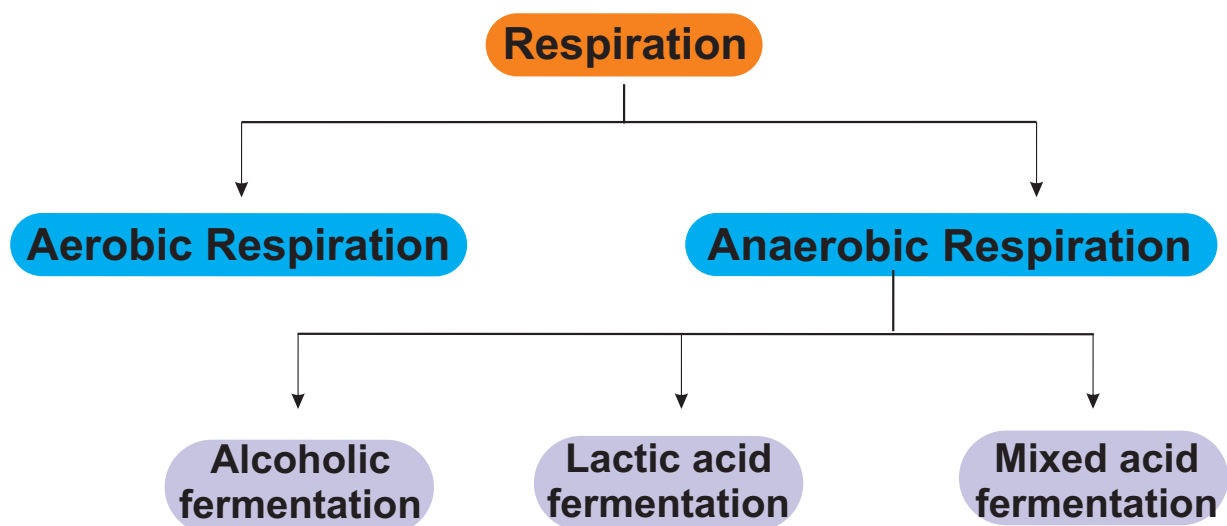 Respiration
Aerobic Respiration
Anaerobic Respiration
Alcoholic
fermentation
Lactic acid
fermentation
Mixed acid
fermentation